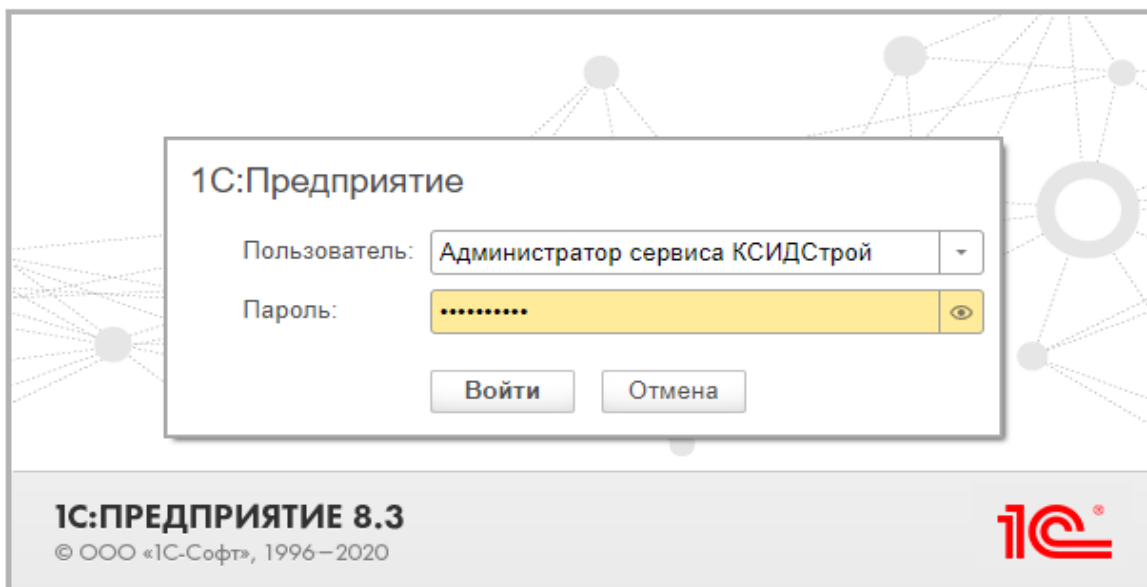 1С:Предприятие
Пользователь: Администратор сервиса КСИДСтрой
Пароль: ••••••••••
Войти Отмена
1С:ПРЕДПРИЯТИЕ 8.3
© ООО «1С-Софт», 1996–2020
1С®